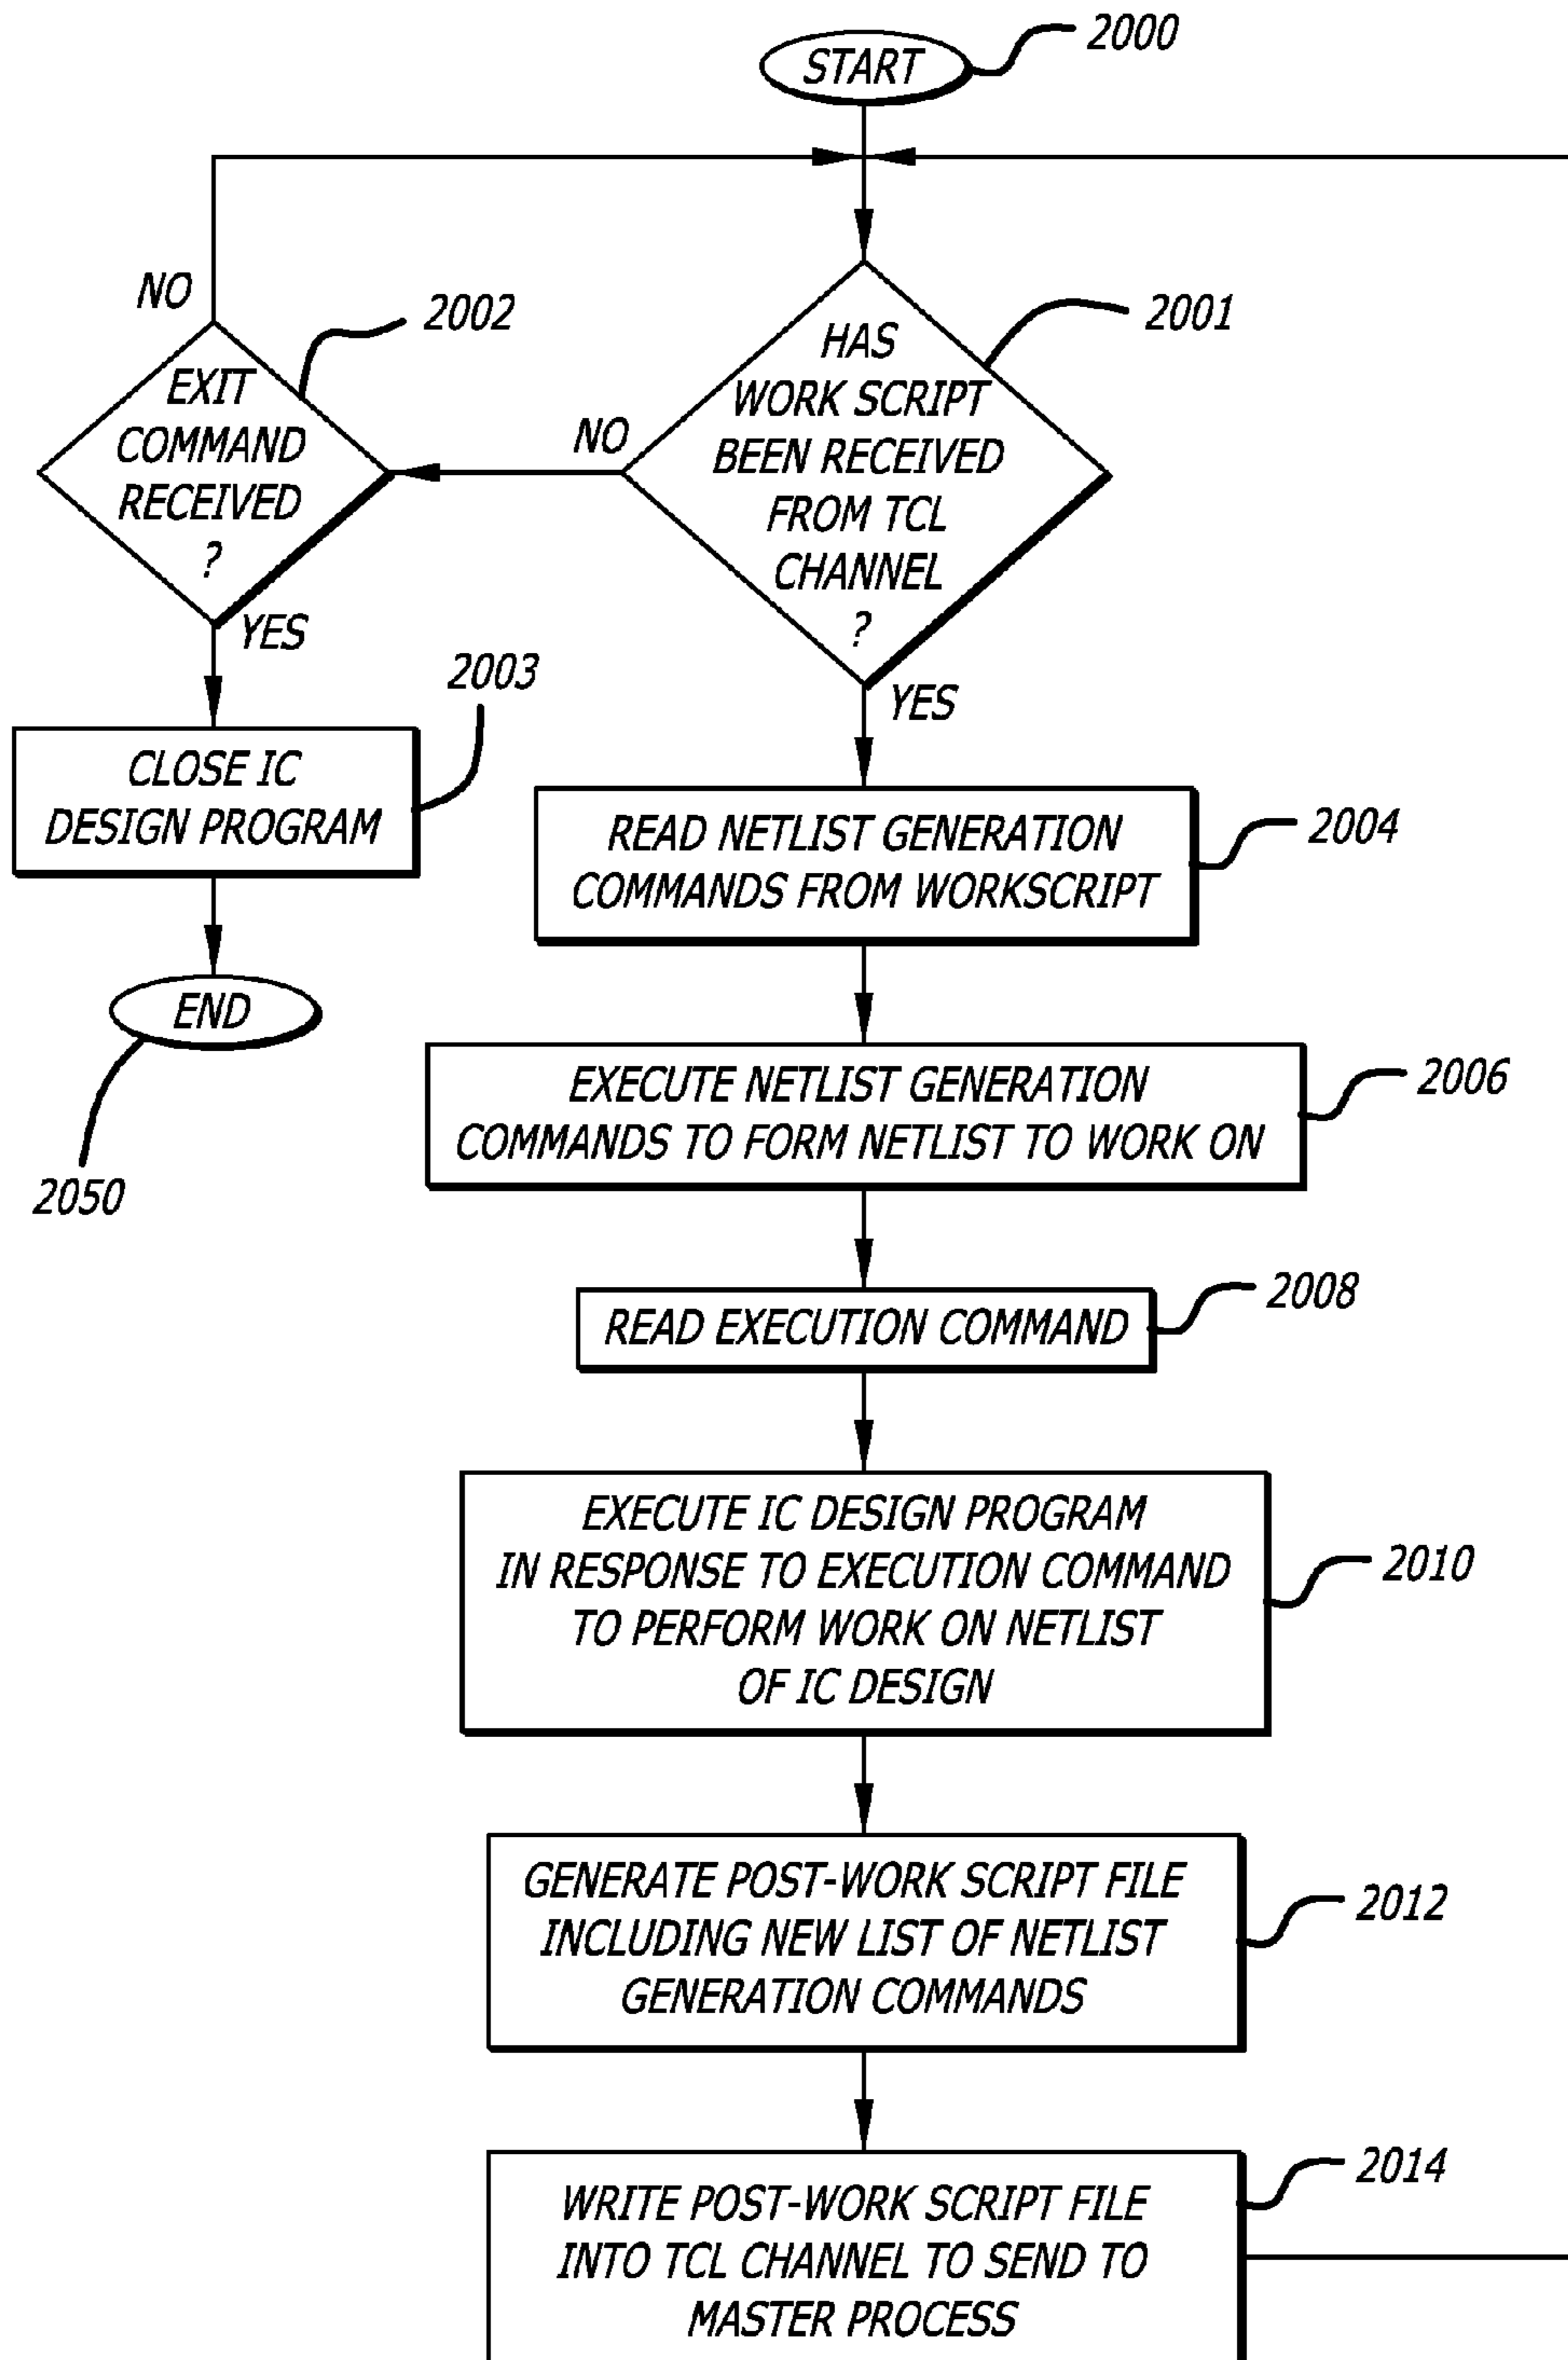 START
2000
NO
2002
EXIT
COMMAND
RECEIVED
?
YES
HAS
WORK SCRIPT
BEEN RECEIVED
FROM TCL
CHANNEL
?
2001
NO
YES
2003
CLOSE IC
DESIGN PROGRAM
END
2050
READ NETLIST GENERATION
COMMANDS FROM WORKSCRIPT
2004
EXECUTE NETLIST GENERATION
COMMANDS TO FORM NETLIST TO WORK ON
2006
READ EXECUTION COMMAND
2008
EXECUTE IC DESIGN PROGRAM
IN RESPONSE TO EXECUTION COMMAND
TO PERFORM WORK ON NETLIST
OF IC DESIGN
2010
GENERATE POST-WORK SCRIPT FILE
INCLUDING NEW LIST OF NETLIST
GENERATION COMMANDS
2012
WRITE POST-WORK SCRIPT FILE
INTO TCL CHANNEL TO SEND TO
MASTER PROCESS
2014